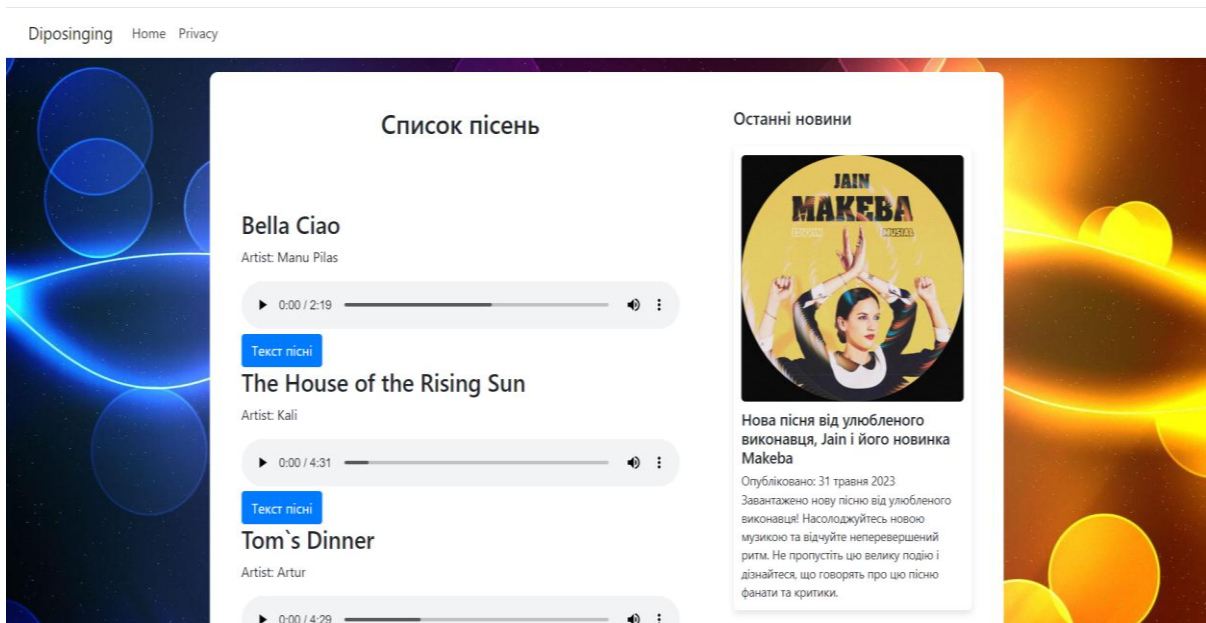 Diposinging Home Privacy
Список пісень
Bella Ciao
Artist: Manu Pilas
0:00 / 2:19
Текст пісні
The House of the Rising Sun
Artist: Kali
0:00 / 4:31
Текст пісні
Tom`s Dinner
Artist: Artur
0:00 / 4:29
Останні новини
JAIN
MAKEBA
MUSIAL
Нова пісня від улюбленого
виконавця, Jain і його новинка
Makeba
Опубліковано: 31 травня 2023
Завантажено нову пісню від улюбленого
виконавця! Насолоджуйтесь новою
музикою та відчуйте неперевершений
ритм. Не пропустіть цю велику подію і
дізнайтеся, що говорять про цю пісню
фанати та критики.